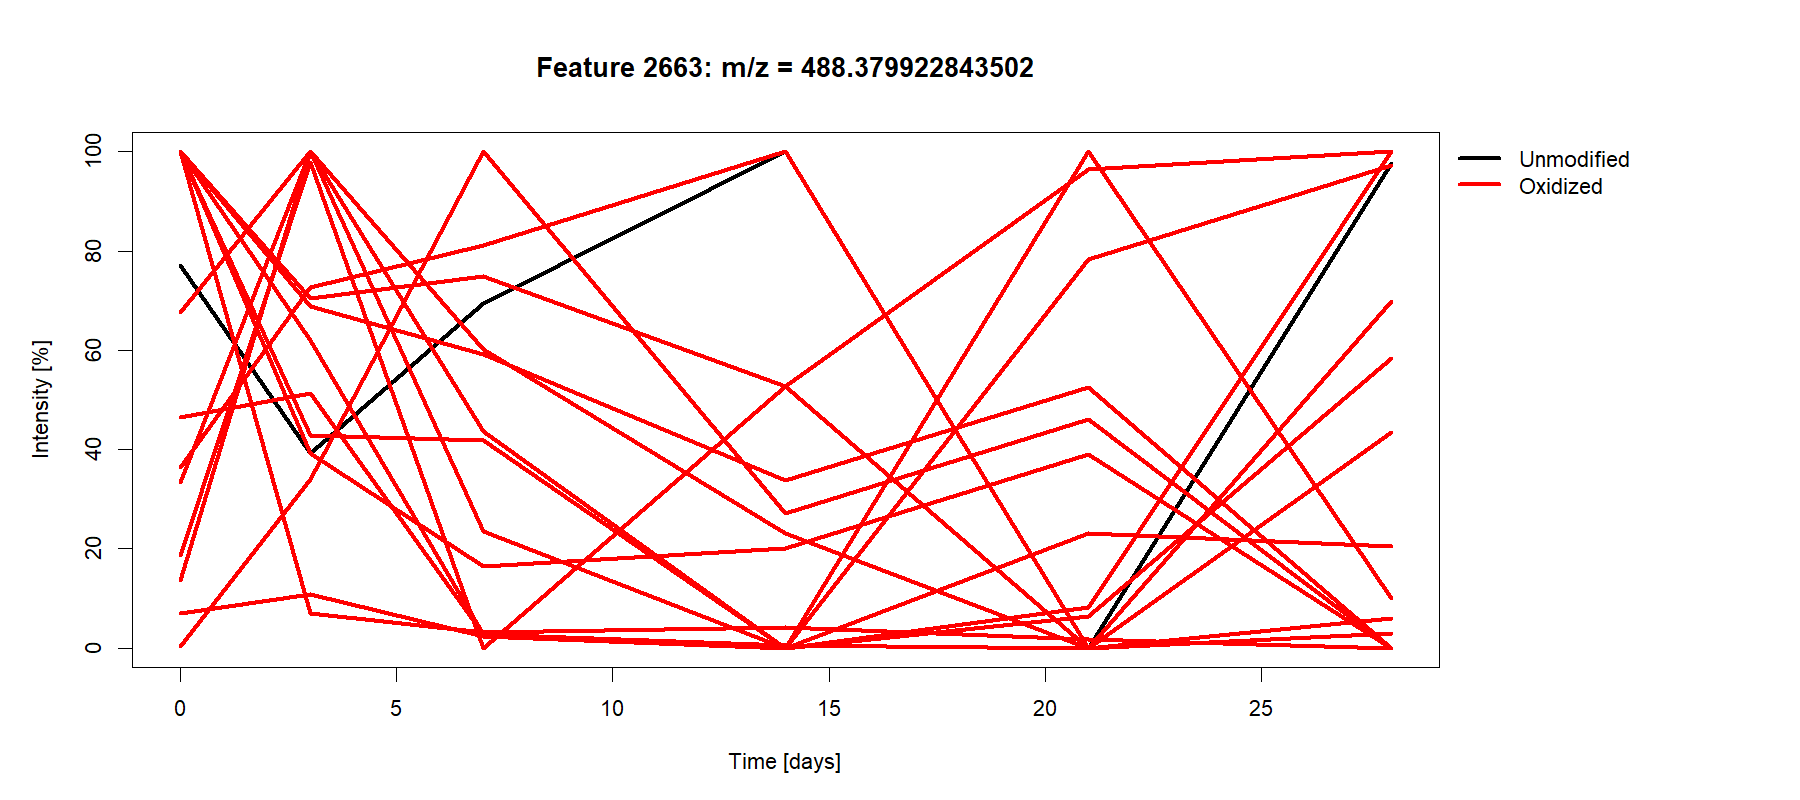 Feature 2663: m/z = 488.379922843502
Unmodified
Oxidized
Intensity [%]
100
80
60
40
20
0
0 5 10 15 20 25
Time [days]